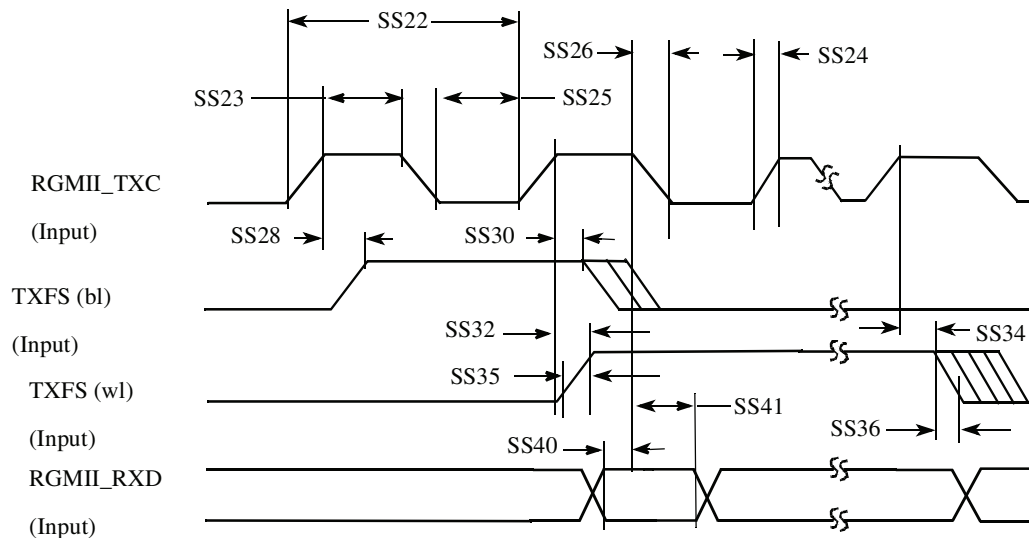 SS22
SS26
SS24
SS23
SS25
RGMII_TXC
(Input)
SS28
SS30
TXFS (bl)
(Input)
SS32
SS34
TXFS (wl)
(Input)
SS35
SS41
SS36
SS40
RGMII_RXD
(Input)